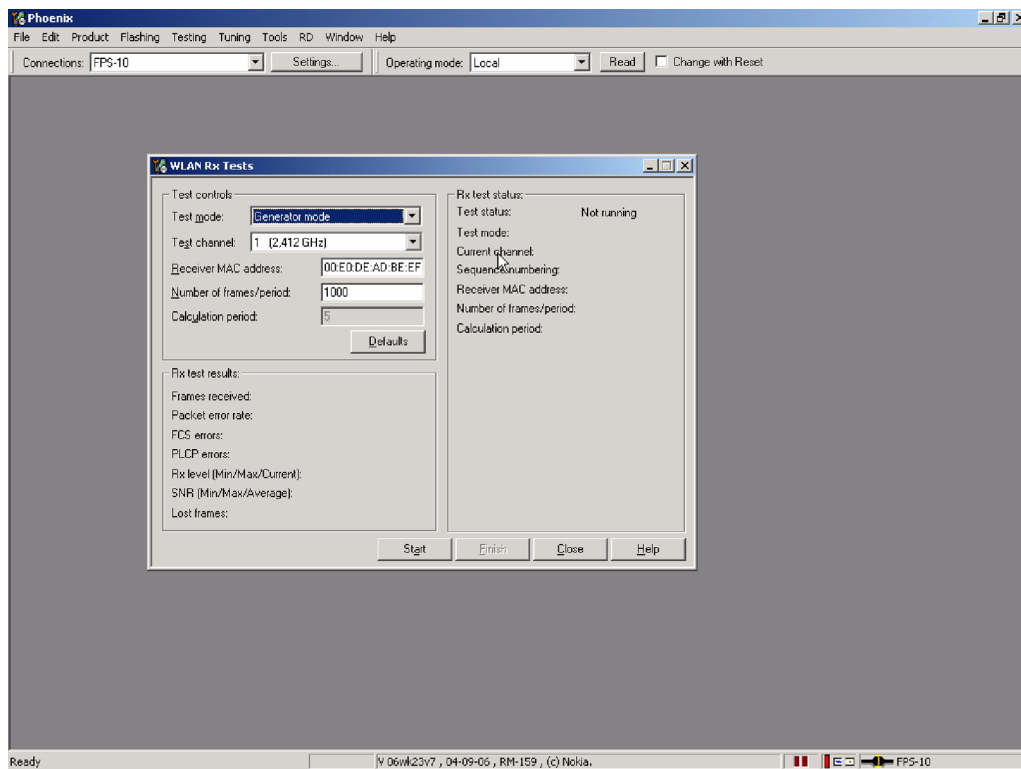 Phoenix
File Edit Product Flashing Testing Tuning Tools RD Window Help
Connections: FPS-10 Settings... Operating mode: Local Read Change with Reset
WLAN Rx Tests
Test controls
Test mode: Generator mode
Test channel: 1 (2,412 GHz)
Receiver MAC address: 00:E0:DE:AD:BE:EF
Number of frames/period: 1000
Calculation period: 5
Defaults
Rx test results:
Frames received:
Packet error rate:
FCS errors:
PLCP errors:
Rx level (Min/Max/Current):
SNR (Min/Max/Average):
Lost frames:
Rx test status:
Test status: Not running
Test mode:
Current channel:
Sequence numbering:
Receiver MAC address:
Number of frames/period:
Calculation period:
Start Finish Close Help
Ready V 06wk23v7 , 04-09-06 , RM-159 , (c) Nokia. FPS-10